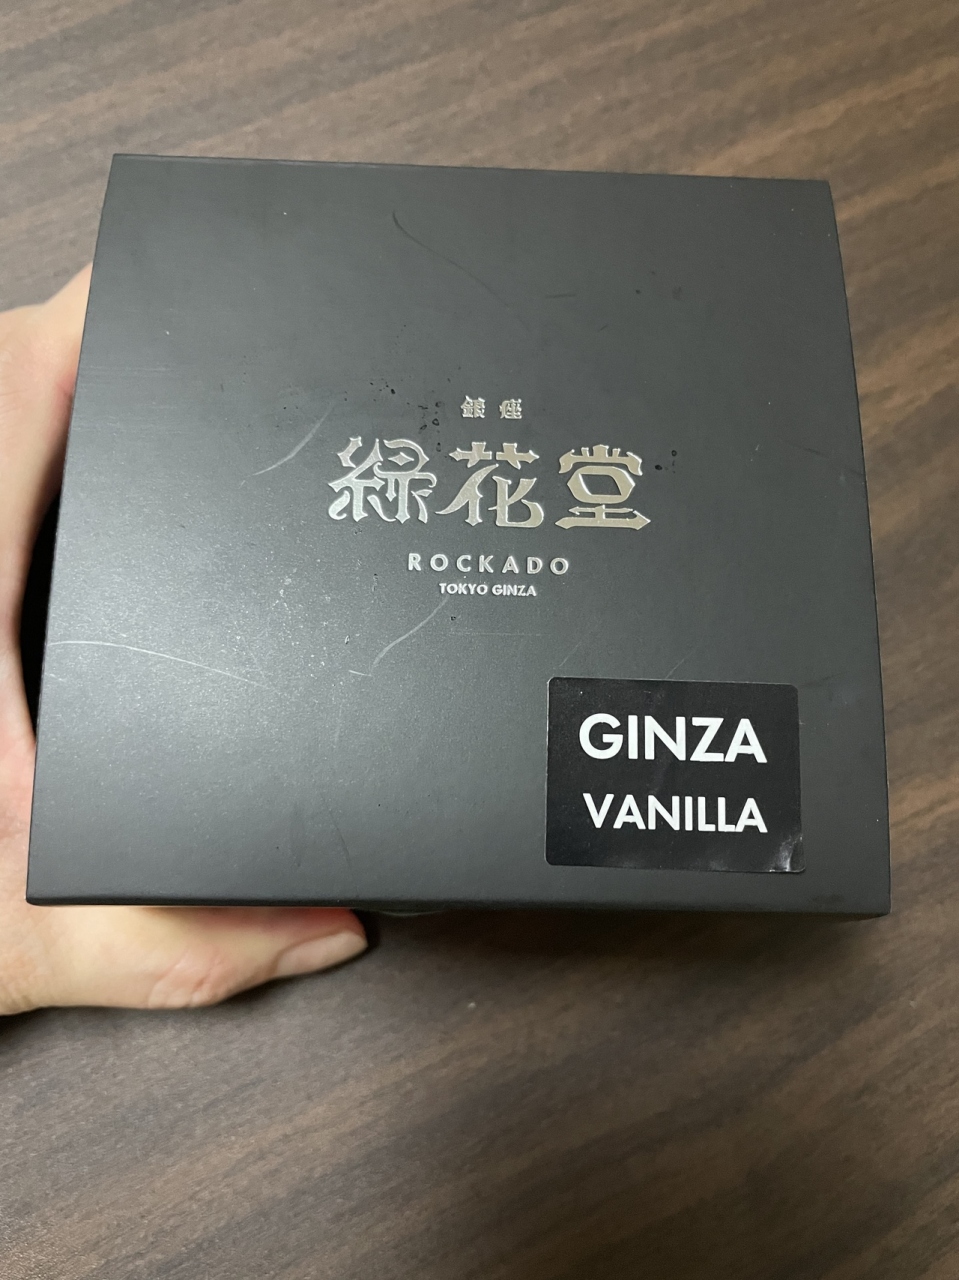 銀座
緑花堂
ROCKADO
TOKYO GINZA
GINZA
VANILLA